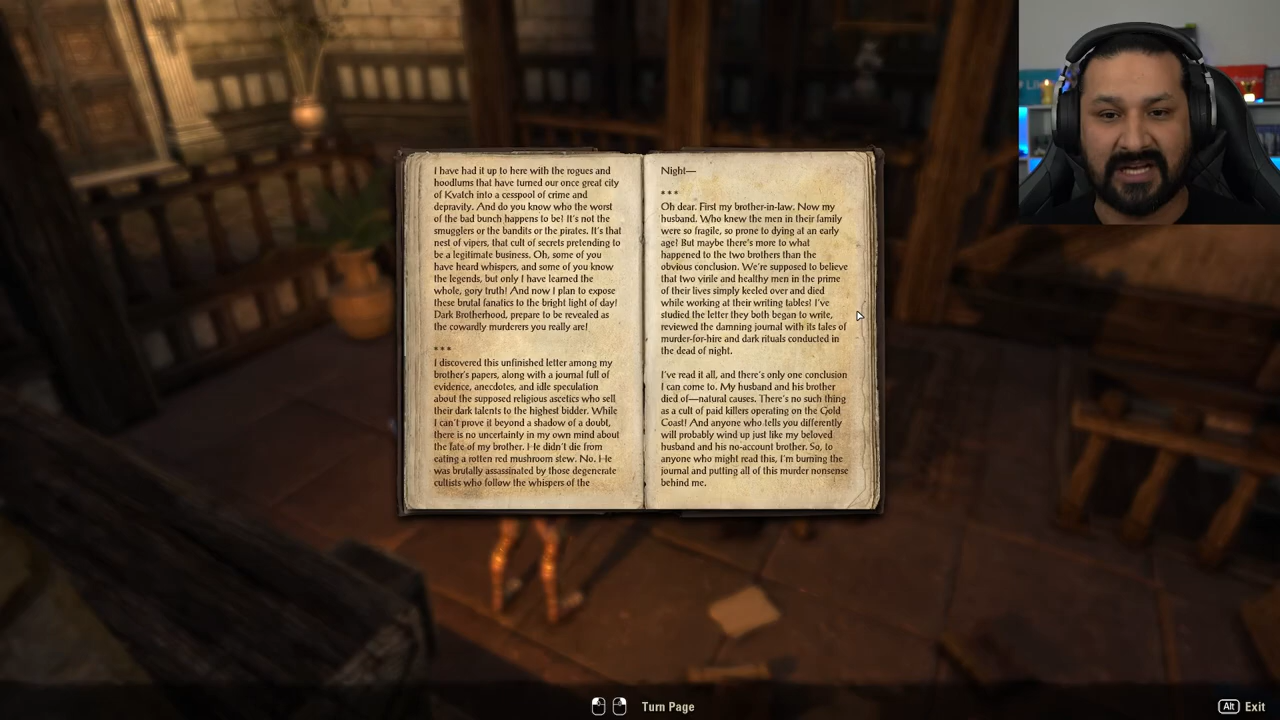 I have had it up to here with the rogues and
hoodlums that have turned our once great city
of Kvatch into a cesspool of crime and
depravity. And do you know who the worst
of the bad bunch happens to be? It's not the
smugglers or the bandits or the pirates. It's that
nest of vipers, that cult of secrets pretending to
be a legitimate business. Oh, some of you
have heard whispers, and some of you know
the legends, but only I have learned the
whole, gory truth! And now I plan to expose
these brutal fanatics to the bright light of day!
Dark Brotherhood, prepare to be revealed as
the cowardly murderers you really are!
* * *
I discovered this unfinished letter among my
brother's papers, along with a journal full of
evidence, anecdotes, and idle speculation
about the supposed religious ascetics who sell
their dark talents to the highest bidder. While
I can't prove it beyond a shadow of a doubt,
there is no uncertainty in my own mind about
the fate of my brother. He didn't die from
eating a rotten red mushroom stew. No. He
was brutally assassinated by those degenerate
cultists who follow the whispers of the
Night—
* * *
Oh dear. First my brother-in-law. Now my
husband. Who knew the men in their family
were so fragile, so prone to dying at an early
age? But maybe there's more to what
happened to the two brothers than the
obvious conclusion. We're supposed to believe
that two virile and healthy men in the prime
of their lives simply keeled over and died
while working at their writing tables? I've
studied the letter they both began to write,
reviewed the damning journal with its tales of
murder-for-hire and dark rituals conducted in
the dead of night.
I've read it all, and there's only one conclusion
I can come to. My husband and his brother
died of—natural causes. There's no such thing
as a cult of paid killers operating on the Gold
Coast! And anyone who tells you differently
will probably wind up just like my beloved
husband and his no-account brother. So, to
anyone who might read this, I'm burning the
journal and putting all of this murder nonsense
behind me.
Turn Page
Alt Exit